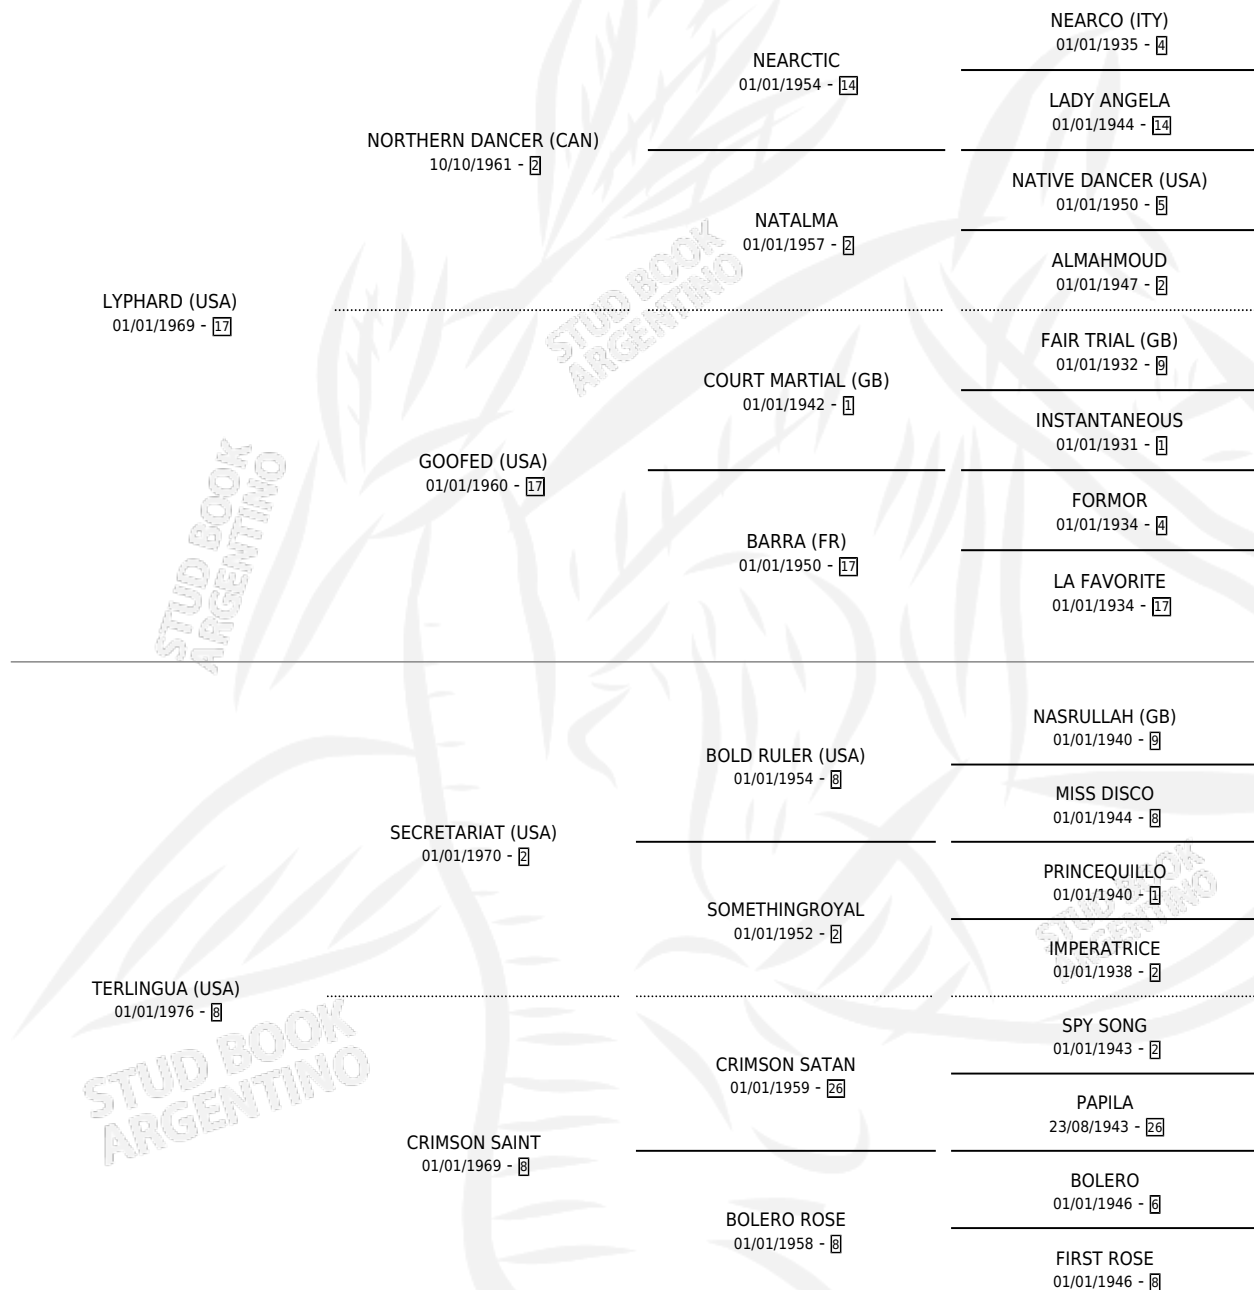 LYPHARD (USA)
01/01/1969 - 17
NORTHERN DANCER (CAN)
10/10/1961 - 2
NEARCTIC
01/01/1954 - 14
NEARCO (ITY)
01/01/1935 - 4
LADY ANGELA
01/01/1944 - 14
NATALMA
01/01/1957 - 2
NATIVE DANCER (USA)
01/01/1950 - 5
ALMAHMOUD
01/01/1947 - 2
GOOFED (USA)
01/01/1960 - 17
COURT MARTIAL (GB)
01/01/1942 - 1
FAIR TRIAL (GB)
01/01/1932 - 9
INSTANTANEOUS
01/01/1931 - 1
BARRA (FR)
01/01/1950 - 17
FORMOR
01/01/1934 - 4
LA FAVORITE
01/01/1934 - 17
TERLINGUA (USA)
01/01/1976 - 8
SECRETARIAT (USA)
01/01/1970 - 2
BOLD RULER (USA)
01/01/1954 - 8
NASRULLAH (GB)
01/01/1940 - 9
MISS DISCO
01/01/1944 - 8
SOMETHINGROYAL
01/01/1952 - 2
PRINCEQUILLO
01/01/1940 - 1
IMPERATRICE
01/01/1938 - 2
CRIMSON SAINT
01/01/1969 - 8
CRIMSON SATAN
01/01/1959 - 26
SPY SONG
01/01/1943 - 2
PAPILA
23/08/1943 - 26
BOLERO ROSE
01/01/1958 - 8
BOLERO
01/01/1946 - 6
FIRST ROSE
01/01/1946 - 8
STUD BOOK
ARGENTINO
STUD BOOK
ARGENTINO
STUD BOOK
ARGENTINO
STUD BOOK
ARGENTINO